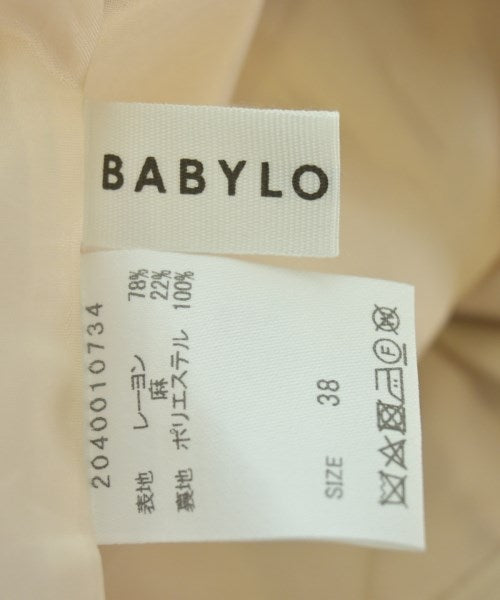 BABYLO
2040010734
表地 レーヨン 78%
麻 22%
裏地 ポリエステル 100%
SIZE 38